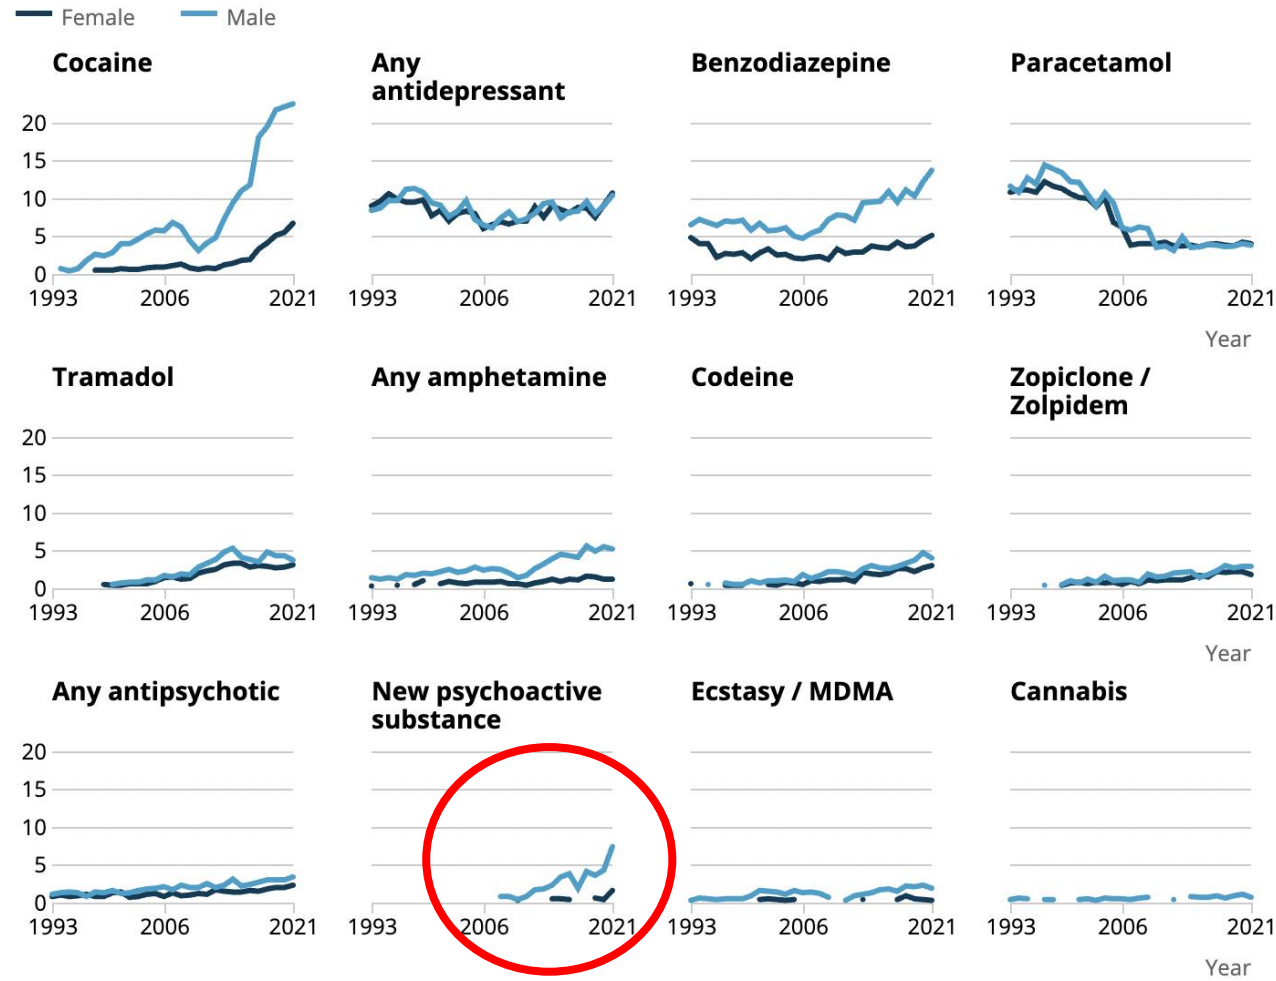 Female Male
Cocaine
Any
antidepressant
Benzodiazepine
Paracetamol
20
15
10
5
0
1993 2006 2021 1993 2006 2021 1993 2006 2021 1993 2006 2021
Year
Tramadol
Any amphetamine
Codeine
Zopiclone /
Zolpidem
20
15
10
5
0
1993 2006 2021 1993 2006 2021 1993 2006 2021 1993 2006 2021
Year
Any antipsychotic
New psychoactive
substance
Ecstasy / MDMA
Cannabis
20
15
10
5
0
1993 2006 2021 1993 2006 2021 1993 2006 2021 1993 2006 2021
Year